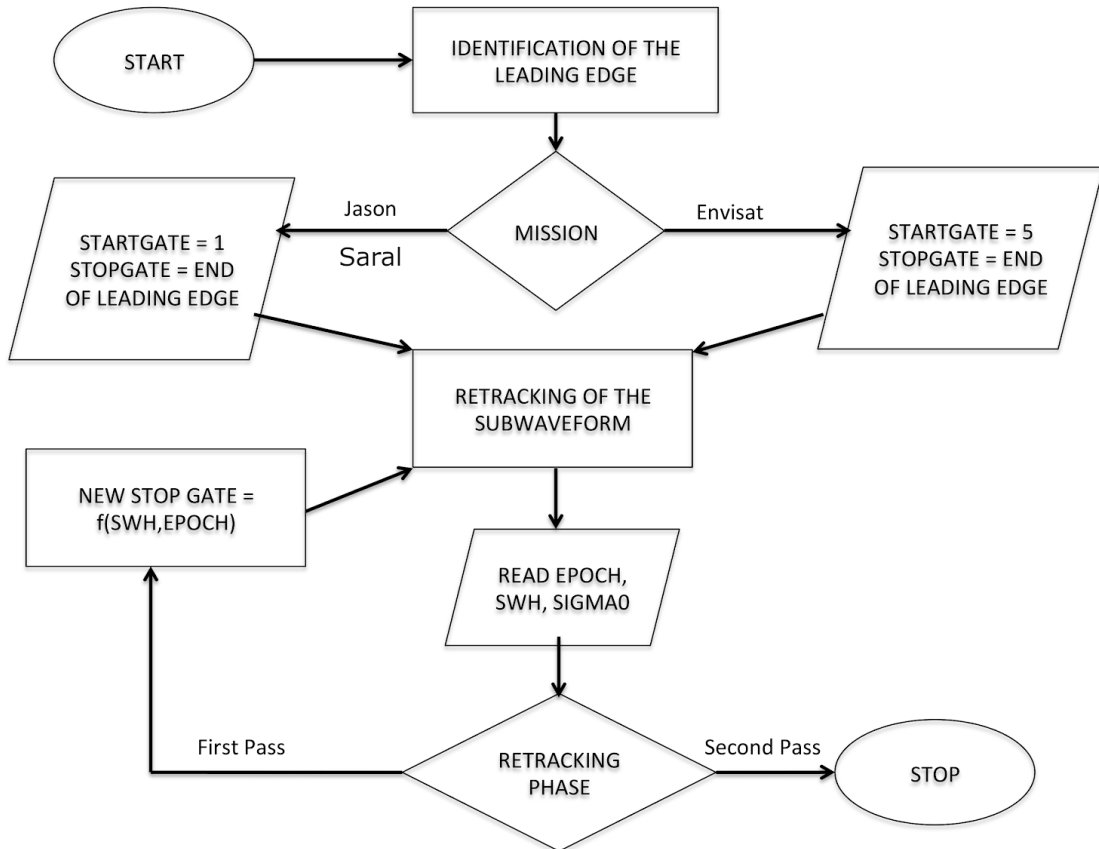 START
IDENTIFICATION OF THE
LEADING EDGE
Jason
Saral
MISSION
Envisat
STARTGATE = 1
STOPGATE = END
OF LEADING EDGE
STARTGATE = 5
STOPGATE = END
OF LEADING EDGE
RETRACKING OF THE
SUBWAVEFORM
NEW STOP GATE =
f(SWH,EPOCH)
READ EPOCH,
SWH, SIGMA0
First Pass
RETRACKING
PHASE
Second Pass
STOP